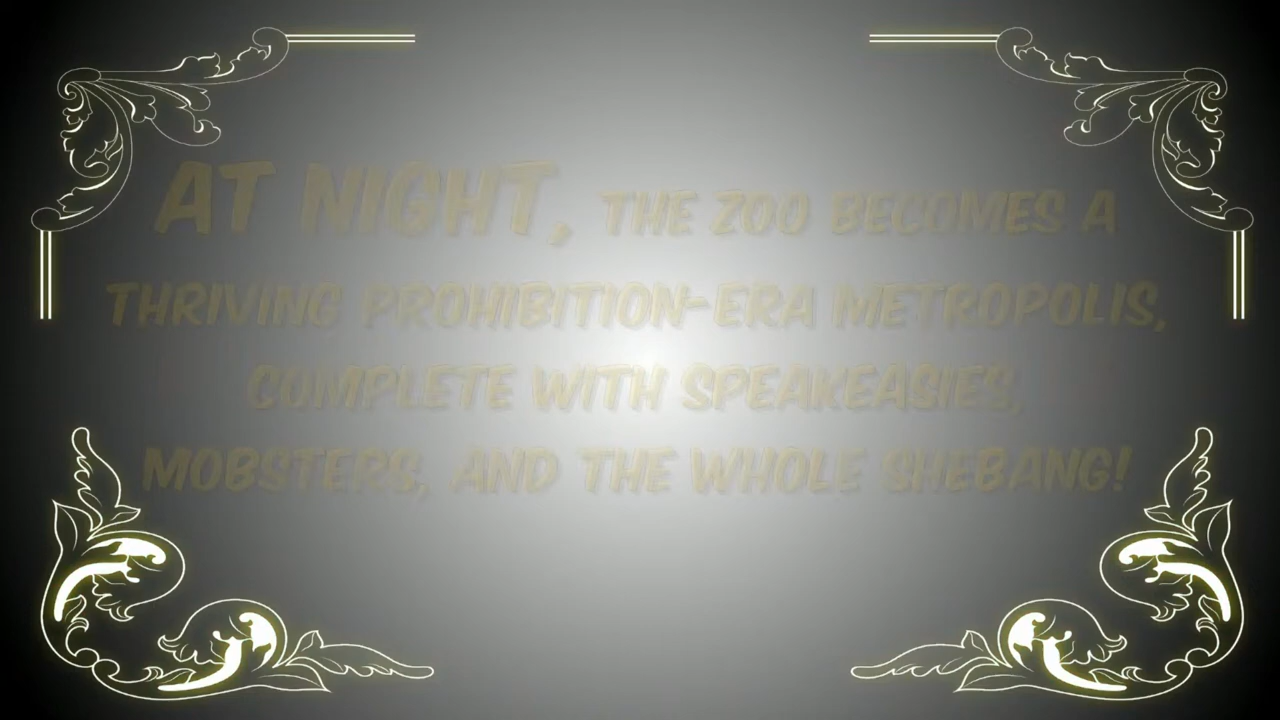 AT NIGHT, THE ZOO BECOMES A
THRIVING PROHIBITION-ERA METROPOLIS,
COMPLETE WITH SPEAKEASIES,
MOBSTERS, AND THE WHOLE SHEBANG!